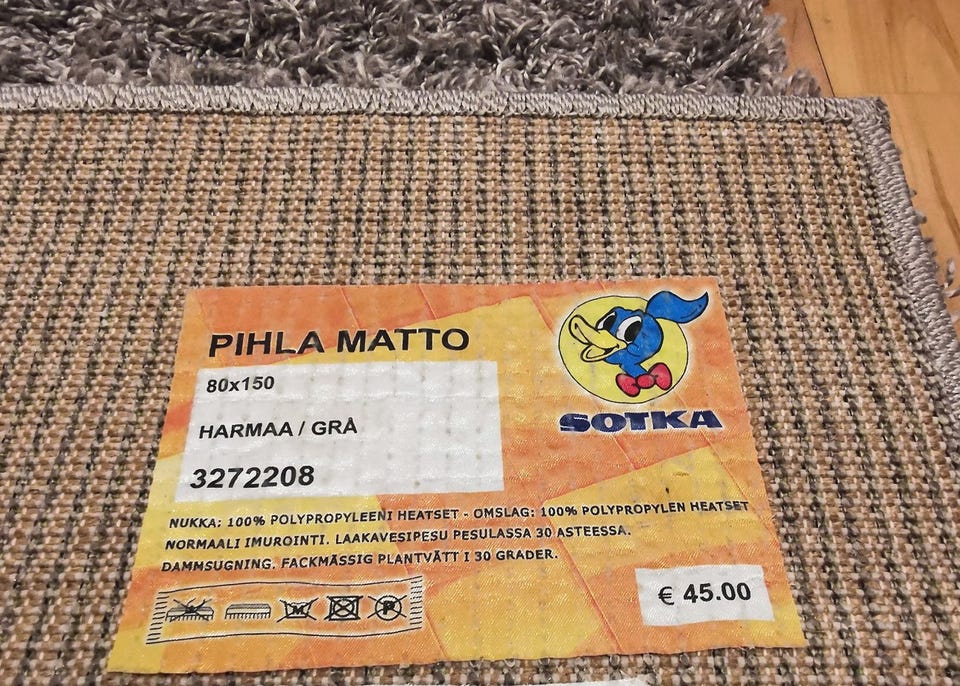 PIHLA MATTO
80x150
HARMAA / GRÅ
3272208
SOTKA
NUKKA: 100% POLYPROPYLEENI HEATSET - OMSLAG: 100% POLYPROPYLEN HEATSET
NORMAALI IMUROINTI. LAAKAVESIPESU PESULASSA 30 ASTEESSA.
DAMMSUGNING. FACKMÄSSIG PLANTVÄTT I 30 GRADER.
M
P
€ 45.00